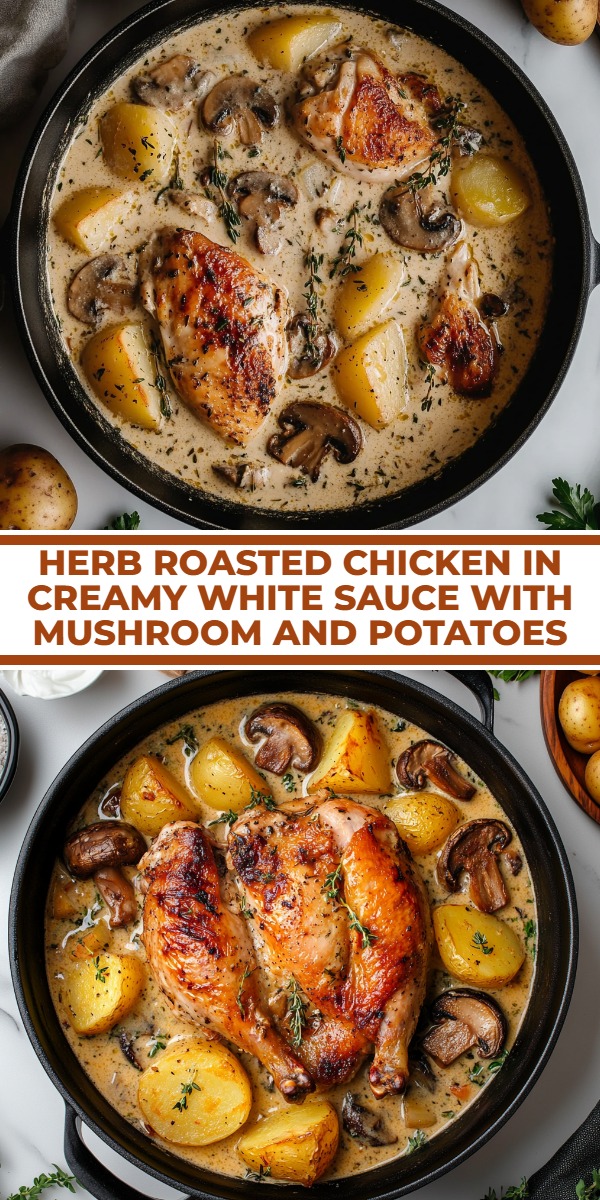 HERB ROASTED CHICKEN IN
CREAMY WHITE SAUCE WITH
MUSHROOM AND POTATOES